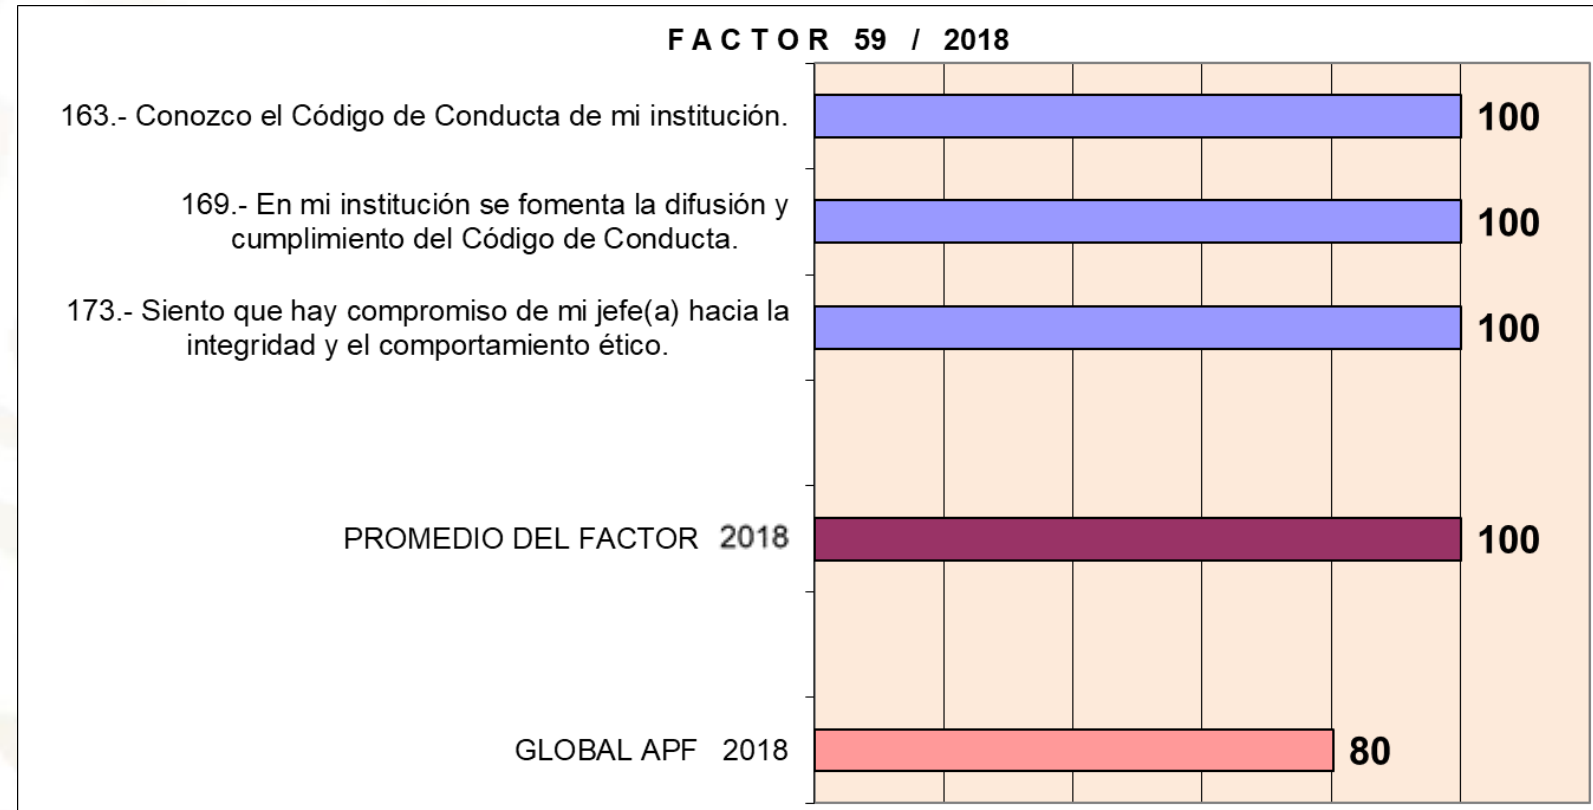 FACTOR 59 / 2018
163.- Conozco el Código de Conducta de mi institución.
100
169.- En mi institución se fomenta la difusión y
cumplimiento del Código de Conducta.
100
173.- Siento que hay compromiso de mi jefe(a) hacia la
integridad y el comportamiento ético.
100
PROMEDIO DEL FACTOR 2018
100
GLOBAL APF 2018
80